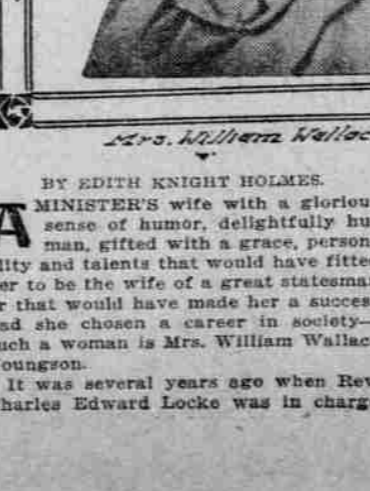 Mrs. William Wallac
BY EDITH KNIGHT HOLMES.
A MINISTER'S wife with a gloriou
sense of humor, delightfully hu-
man, gifted with a grace, person
lity and talents that would have fitte
er to be the wife of a great statesma
r that would have made her a succes
ad she chosen a career in society—
uch a woman is Mrs. William Wallac
oungson.
It was several years ago when Rev
harles Edward Locke was in charg